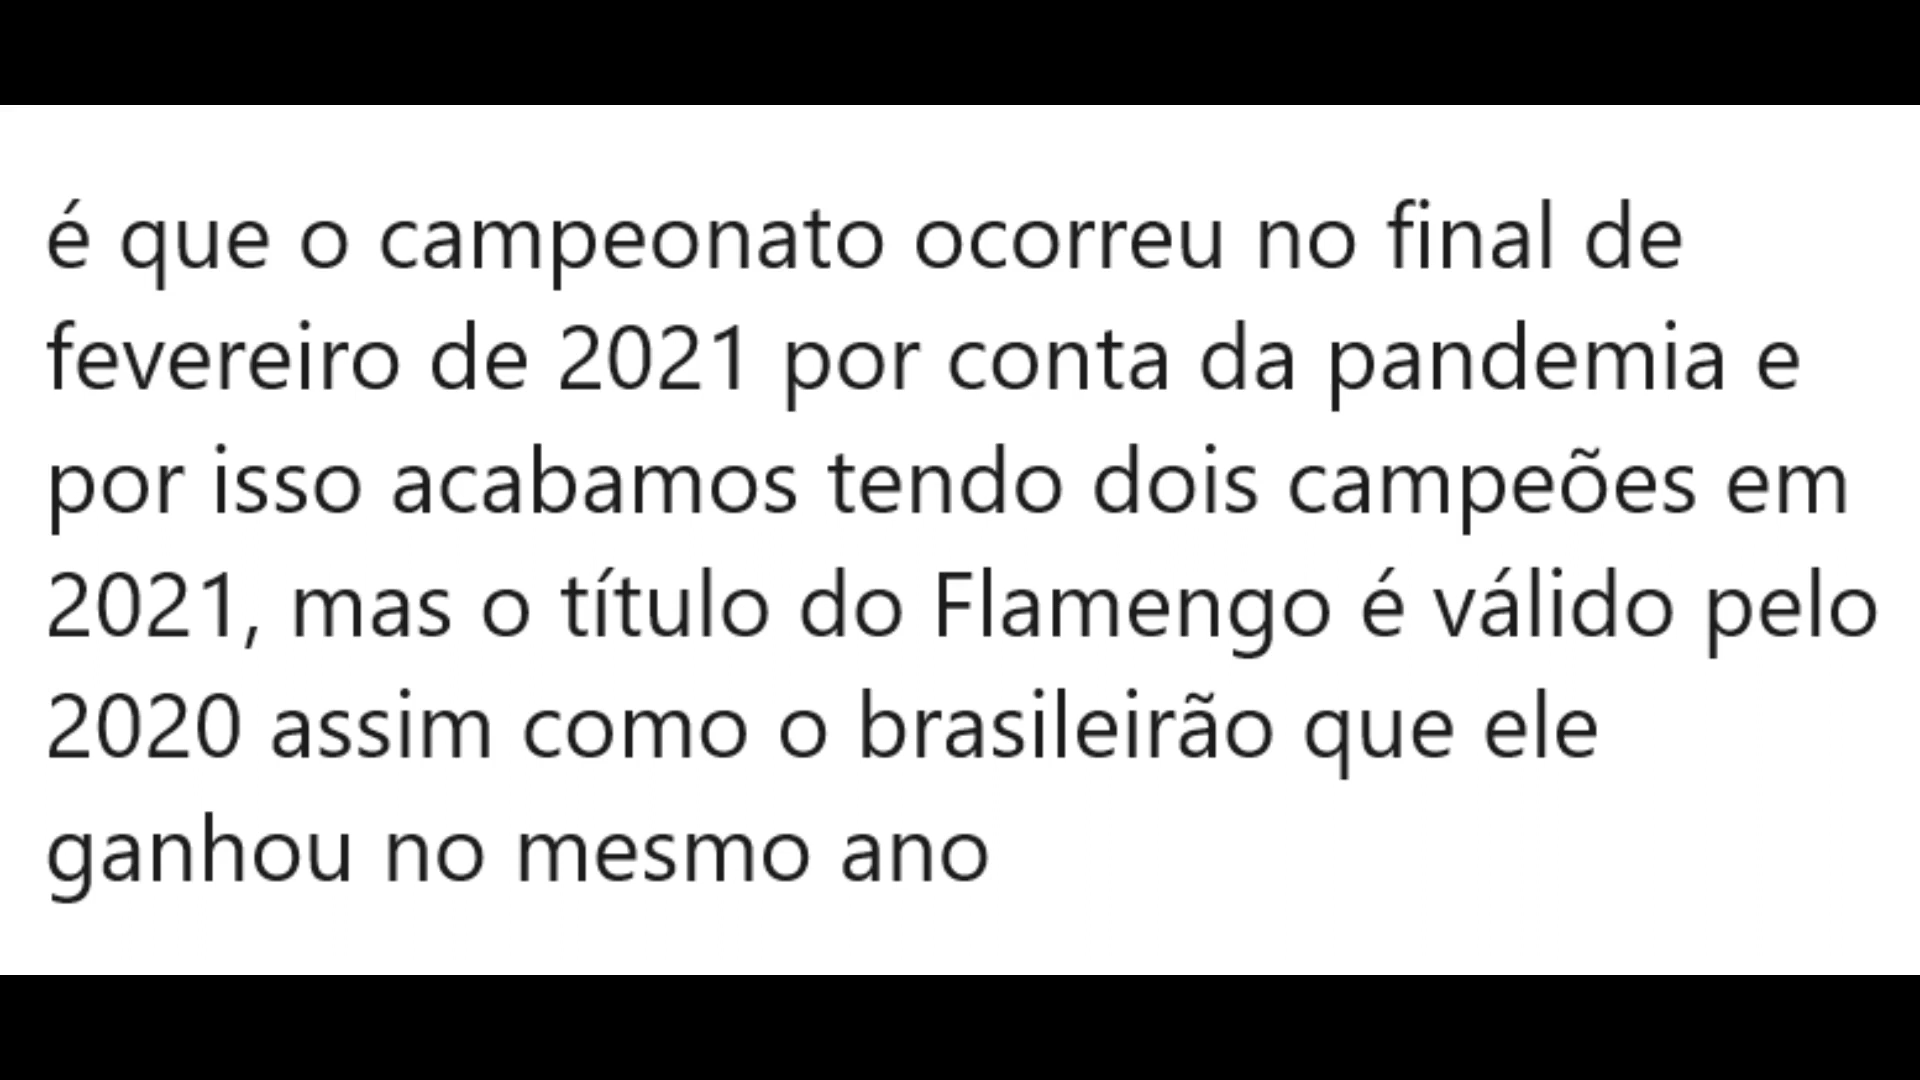 é que o campeonato ocorreu no final de
fevereiro de 2021 por conta da pandemia e
por isso acabamos tendo dois campeões em
2021, mas o título do Flamengo é válido pelo
2020 assim como o brasileirão que ele
ganhou no mesmo ano